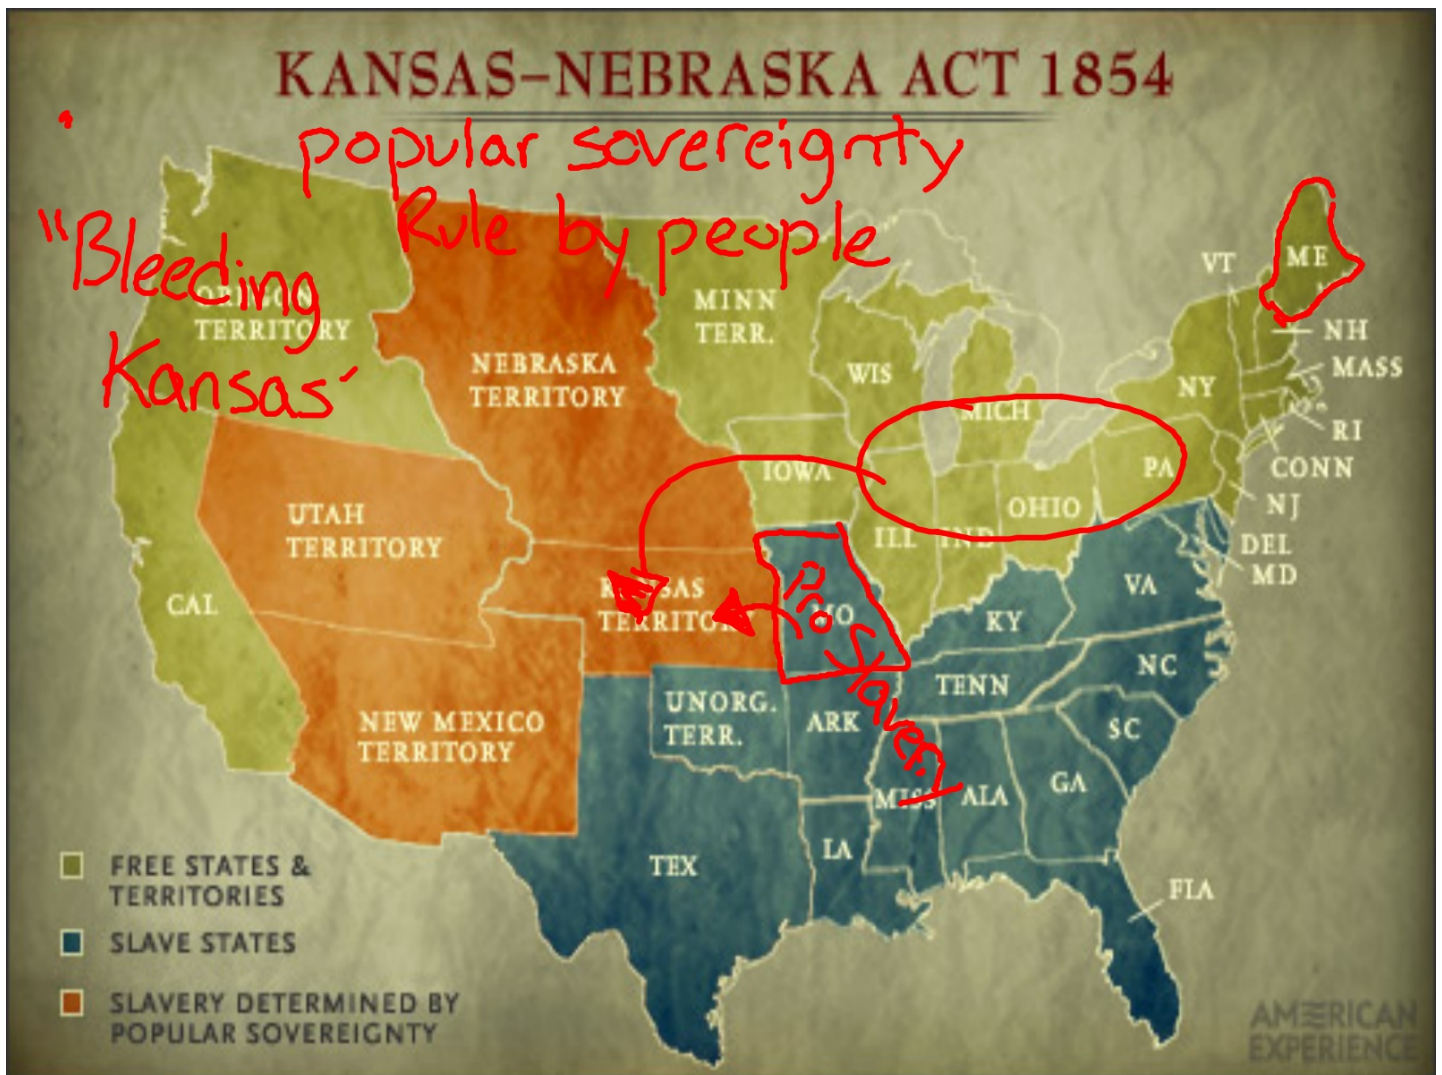 KANSAS–NEBRASKA ACT 1854
popular sovereignty
Rule by people
"Bleeding
Kansas"
OREGON
TERRITORY
NEBRASKA
TERRITORY
MINN
TERR.
WIS
MICH
IOWA
ILL
IND
OHIO
PA
NY
VT
ME
NH
MASS
RI
CONN
NJ
DEL
MD
UTAH
TERRITORY
CAL
KANSAS
TERRITORY
MO
Pro Slavery
KY
VA
NC
TENN
SC
NEW MEXICO
TERRITORY
UNORG.
TERR.
ARK
MISS
ALA
GA
TEX
LA
FLA
FREE STATES &
TERRITORIES
SLAVE STATES
SLAVERY DETERMINED BY
POPULAR SOVEREIGNTY
AMERICAN
EXPERIENCE